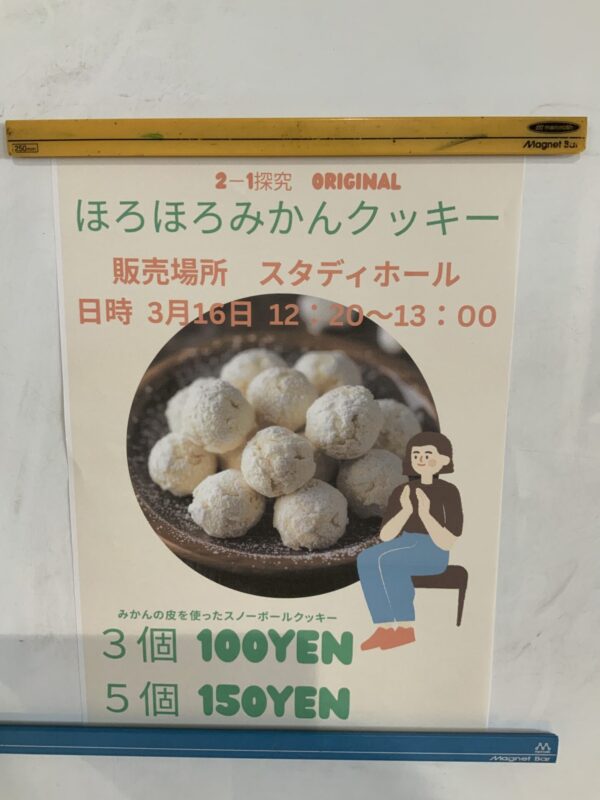 250mm
Magnet Bar
2－1探究 ORIGINAL
ほろほろみかんクッキー
販売場所 スタディホール
日時 3月16日 12：20〜13：00
みかんの皮を使ったスノーボールクッキー
３個 100YEN
５個 150YEN
Magnet Bar